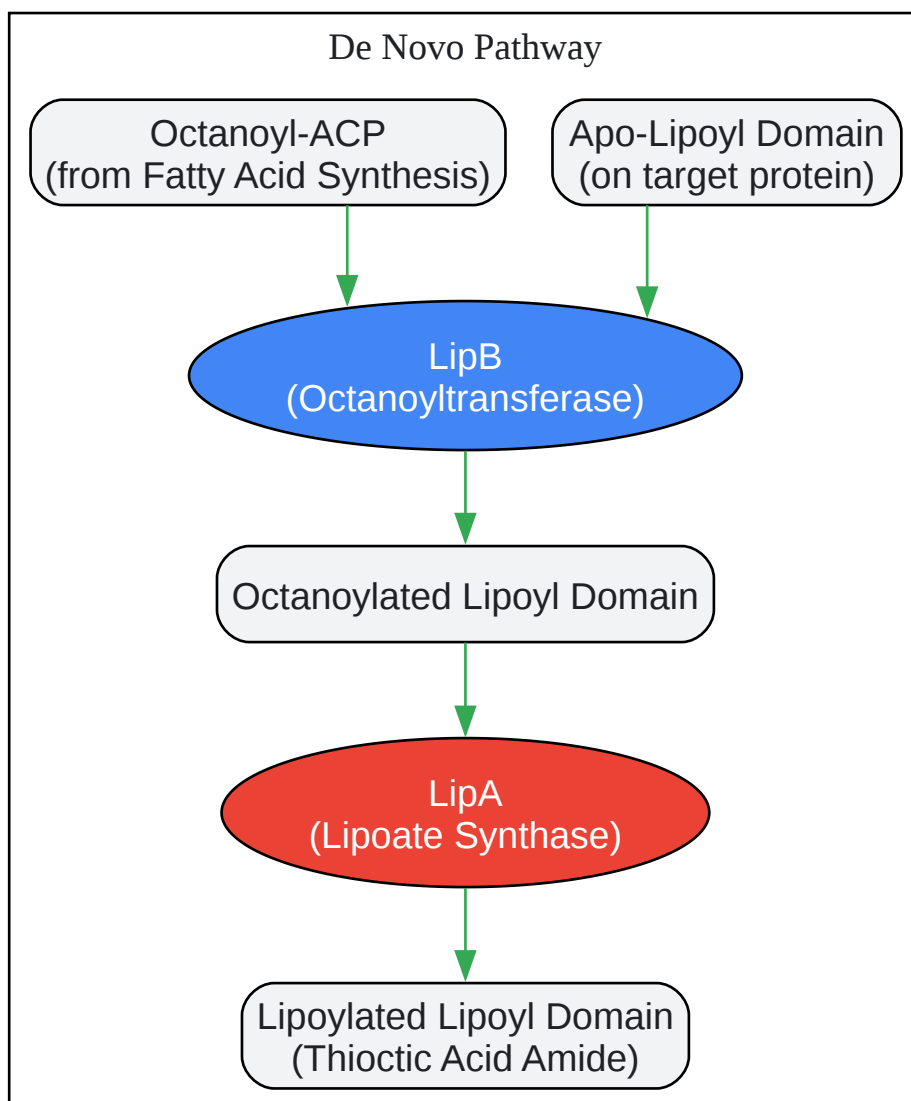 De Novo Pathway
Octanoyl-ACP
(from Fatty Acid Synthesis)
Apo-Lipoyl Domain
(on target protein)
LipB
(Octanoyltransferase)
Octanoylated Lipoyl Domain
LipA
(Lipoate Synthase)
Lipoylated Lipoyl Domain
(Thioctic Acid Amide)